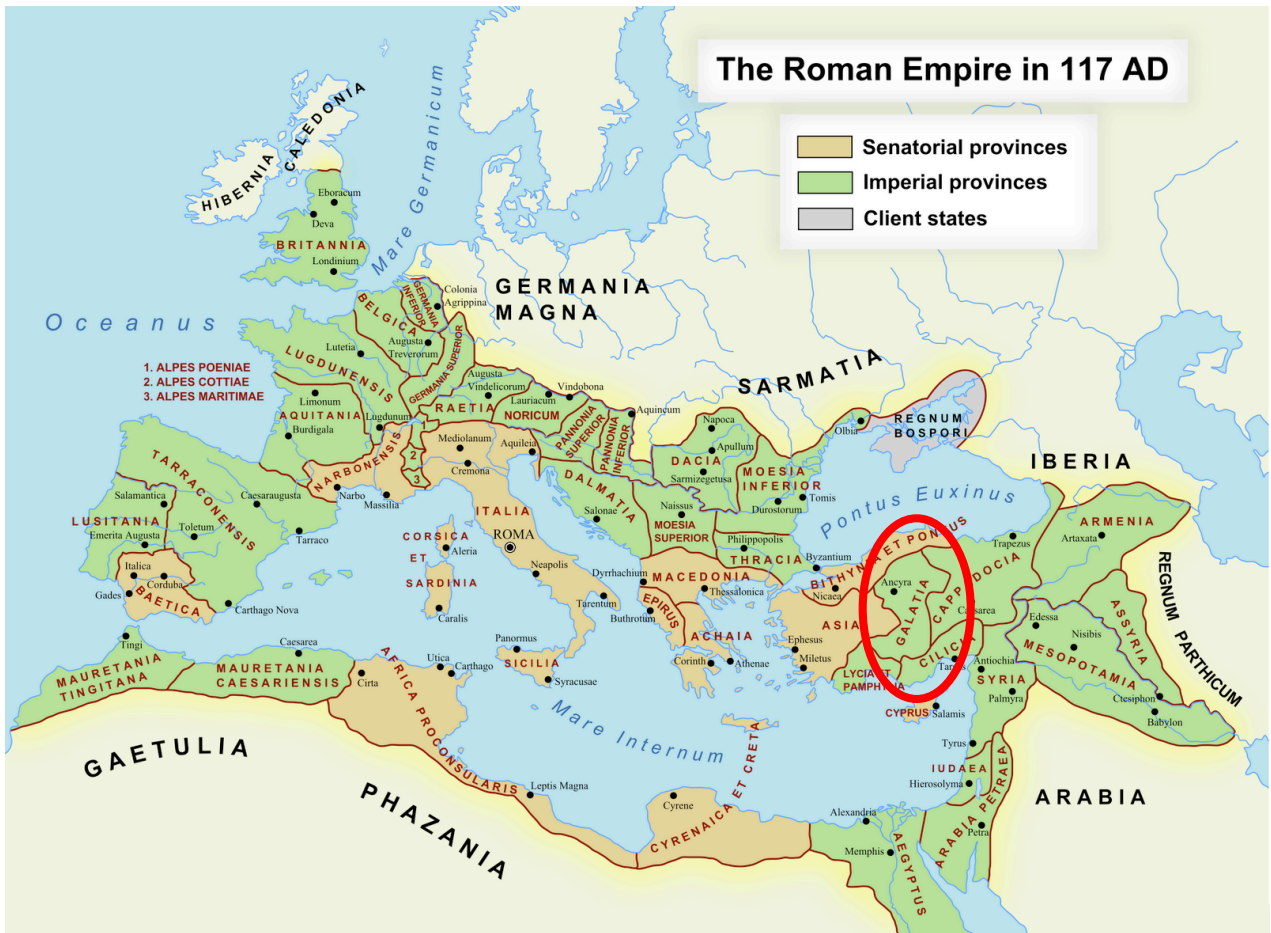 The Roman Empire in 117 AD
Senatorial provinces
Imperial provinces
Client states
HIBERNIA
CALEDONIA
Mare Germanicum
Eboracum
Deva
BRITANNIA
Londinium
Oceanus
GERMANIA
MAGNA
GERMANIA
INFERIOR
Colonia
Agrippina
BELGICA
Augusta
Treverorum
Lutetia
LUGDUNENSIS
GERMANIA SUPERIOR
1. ALPES POENIAE
2. ALPES COTTIAE
3. ALPES MARITIMAE
Limonum
AQUITANIA
Burdigala
Lugdunum
1
2
3
NARBONENSIS
Narbo
Massilia
Augusta
Vindelicorum
RAETIA
Lauriacum
NORICUM
Vindobona
PANNONIA
SUPERIOR
PANNONIA
INFERIOR
Aquincum
SARMATIA
Napoca
Apullum
DACIA
Sarmizegetusa
MOESIA
INFERIOR
Tomis
Durostorum
Olbia
REGNUM
BOSPORI
IBERIA
Pontus Euxinus
Mediolanum
Cremona
Aquileia
DALMATIA
Salonae
Naissus
MOESIA
SUPERIOR
Philippopolis
THRACIA
Byzantium
TARRACONENSIS
Salamantica
Caesaraugusta
LUSITANIA
Toletum
Emerita Augusta
Tarraco
Italica
Corduba
Gades
BAETICA
Carthago Nova
ITALIA
ROMA
CORSICA
ET
SARDINIA
Aleria
Caralis
Neapolis
Tarentum
Dyrrhachium
MACEDONIA
Thessalonica
EPIRUS
Buthrotum
ACHAIA
Corinth
Athenae
BITHYNIA ET PONTUS
Nicaea
Ancyra
GALATIA
CAPPADOCIA
Caesarea
Trapezus
ARMENIA
Artaxata
REGNUM PARTHICUM
ASIA
Ephesus
Miletus
LYCIA ET
PAMPHYLIA
CILICIA
Tarsus
Antiochia
SYRIA
Palmyra
Edessa
Nisibis
MESOPOTAMIA
ASSYRIA
Ctesiphon
Babylon
CYPRUS
Salamis
Tyrus
IUDAEA
Hierosolyma
ARABIA PETRAEA
Petra
ARABIA
Tingi
MAURETANIA
TINGITANA
Caesarea
MAURETANIA
CAESARIENSIS
Cirta
AFRICA PROCONSULARIS
Utica
Carthago
Panormus
SICILIA
Syracusae
Mare Internum
GAETULIA
PHAZANIA
Leptis Magna
Cyrene
CYRENAICA ET CRETA
Alexandria
Memphis
AEGYPTUS